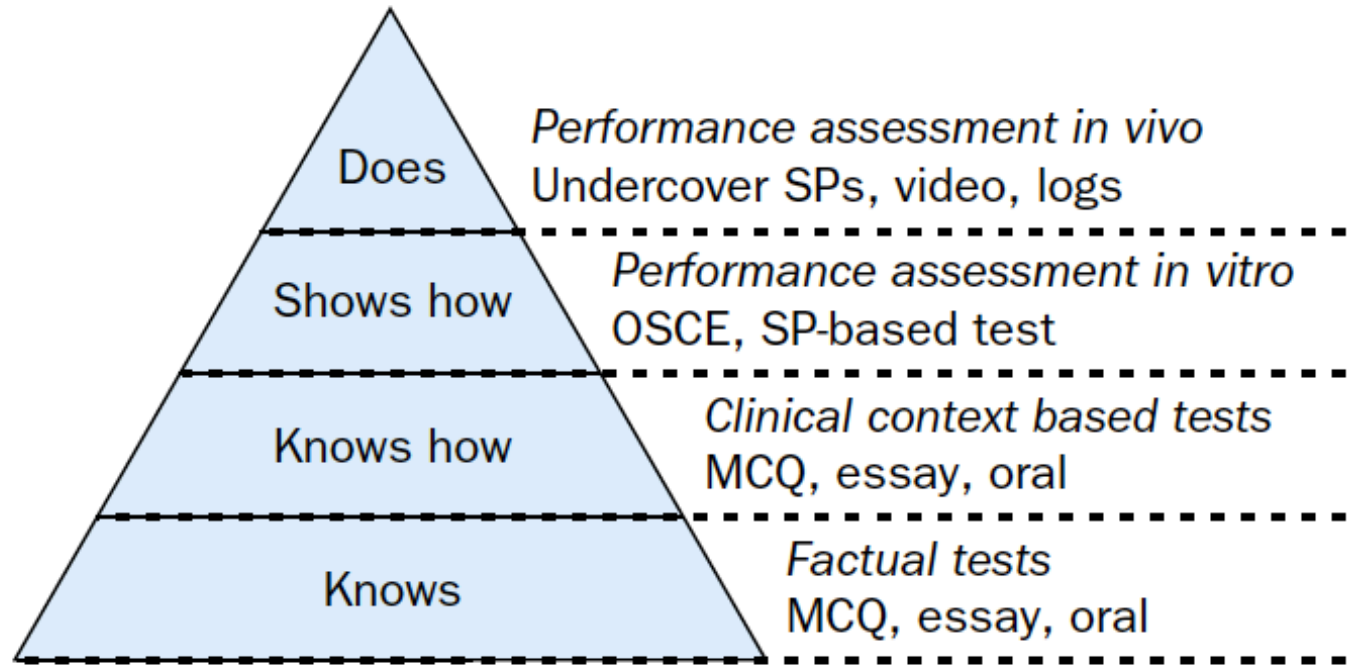 Does
Performance assessment in vivo
Undercover SPs, video, logs
Shows how
Performance assessment in vitro
OSCE, SP-based test
Knows how
Clinical context based tests
MCQ, essay, oral
Knows
Factual tests
MCQ, essay, oral